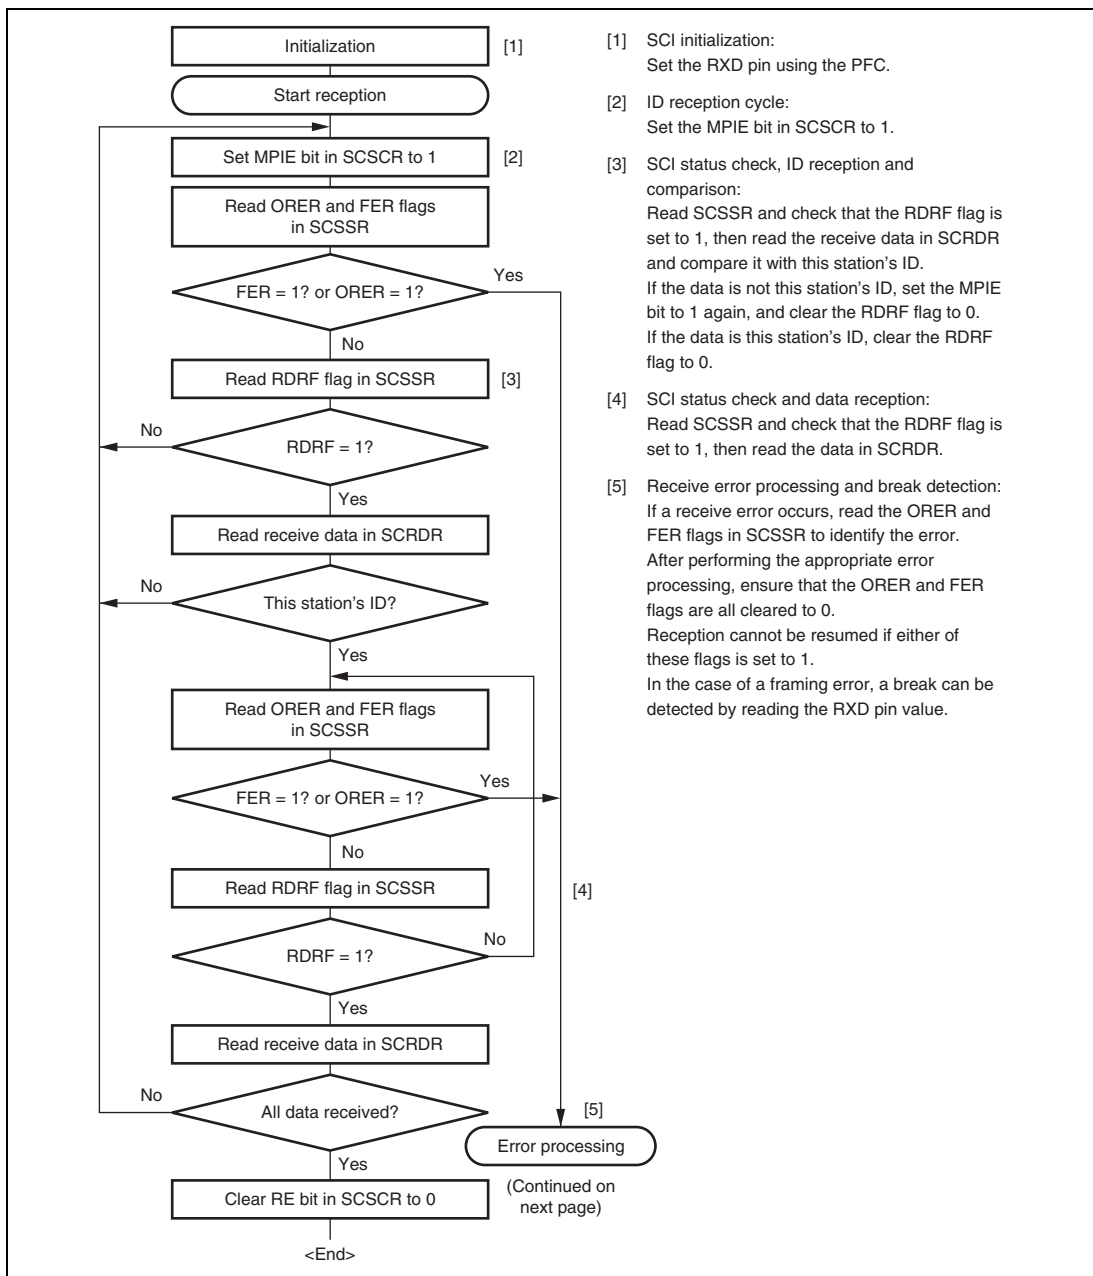 Initialization
[1]
Start reception
Set MPIE bit in SCSCR to 1
[2]
Read ORER and FER flags
in SCSSR
FER = 1? or ORER = 1?
Yes
No
Read RDRF flag in SCSSR
[3]
No
RDRF = 1?
Yes
Read receive data in SCRDR
No
This station's ID?
Yes
Read ORER and FER flags
in SCSSR
FER = 1? or ORER = 1?
Yes
No
Read RDRF flag in SCSSR
[4]
No
RDRF = 1?
Yes
Read receive data in SCRDR
No
All data received?
[5]
Error processing
Yes
(Continued on
next page)
Clear RE bit in SCSCR to 0
<End>
[1] SCI initialization:
Set the RXD pin using the PFC.
[2] ID reception cycle:
Set the MPIE bit in SCSCR to 1.
[3] SCI status check, ID reception and
comparison:
Read SCSSR and check that the RDRF flag is
set to 1, then read the receive data in SCRDR
and compare it with this station's ID.
If the data is not this station's ID, set the MPIE
bit to 1 again, and clear the RDRF flag to 0.
If the data is this station's ID, clear the RDRF
flag to 0.
[4] SCI status check and data reception:
Read SCSSR and check that the RDRF flag is
set to 1, then read the data in SCRDR.
[5] Receive error processing and break detection:
If a receive error occurs, read the ORER and
FER flags in SCSSR to identify the error.
After performing the appropriate error
processing, ensure that the ORER and FER
flags are all cleared to 0.
Reception cannot be resumed if either of
these flags is set to 1.
In the case of a framing error, a break can be
detected by reading the RXD pin value.